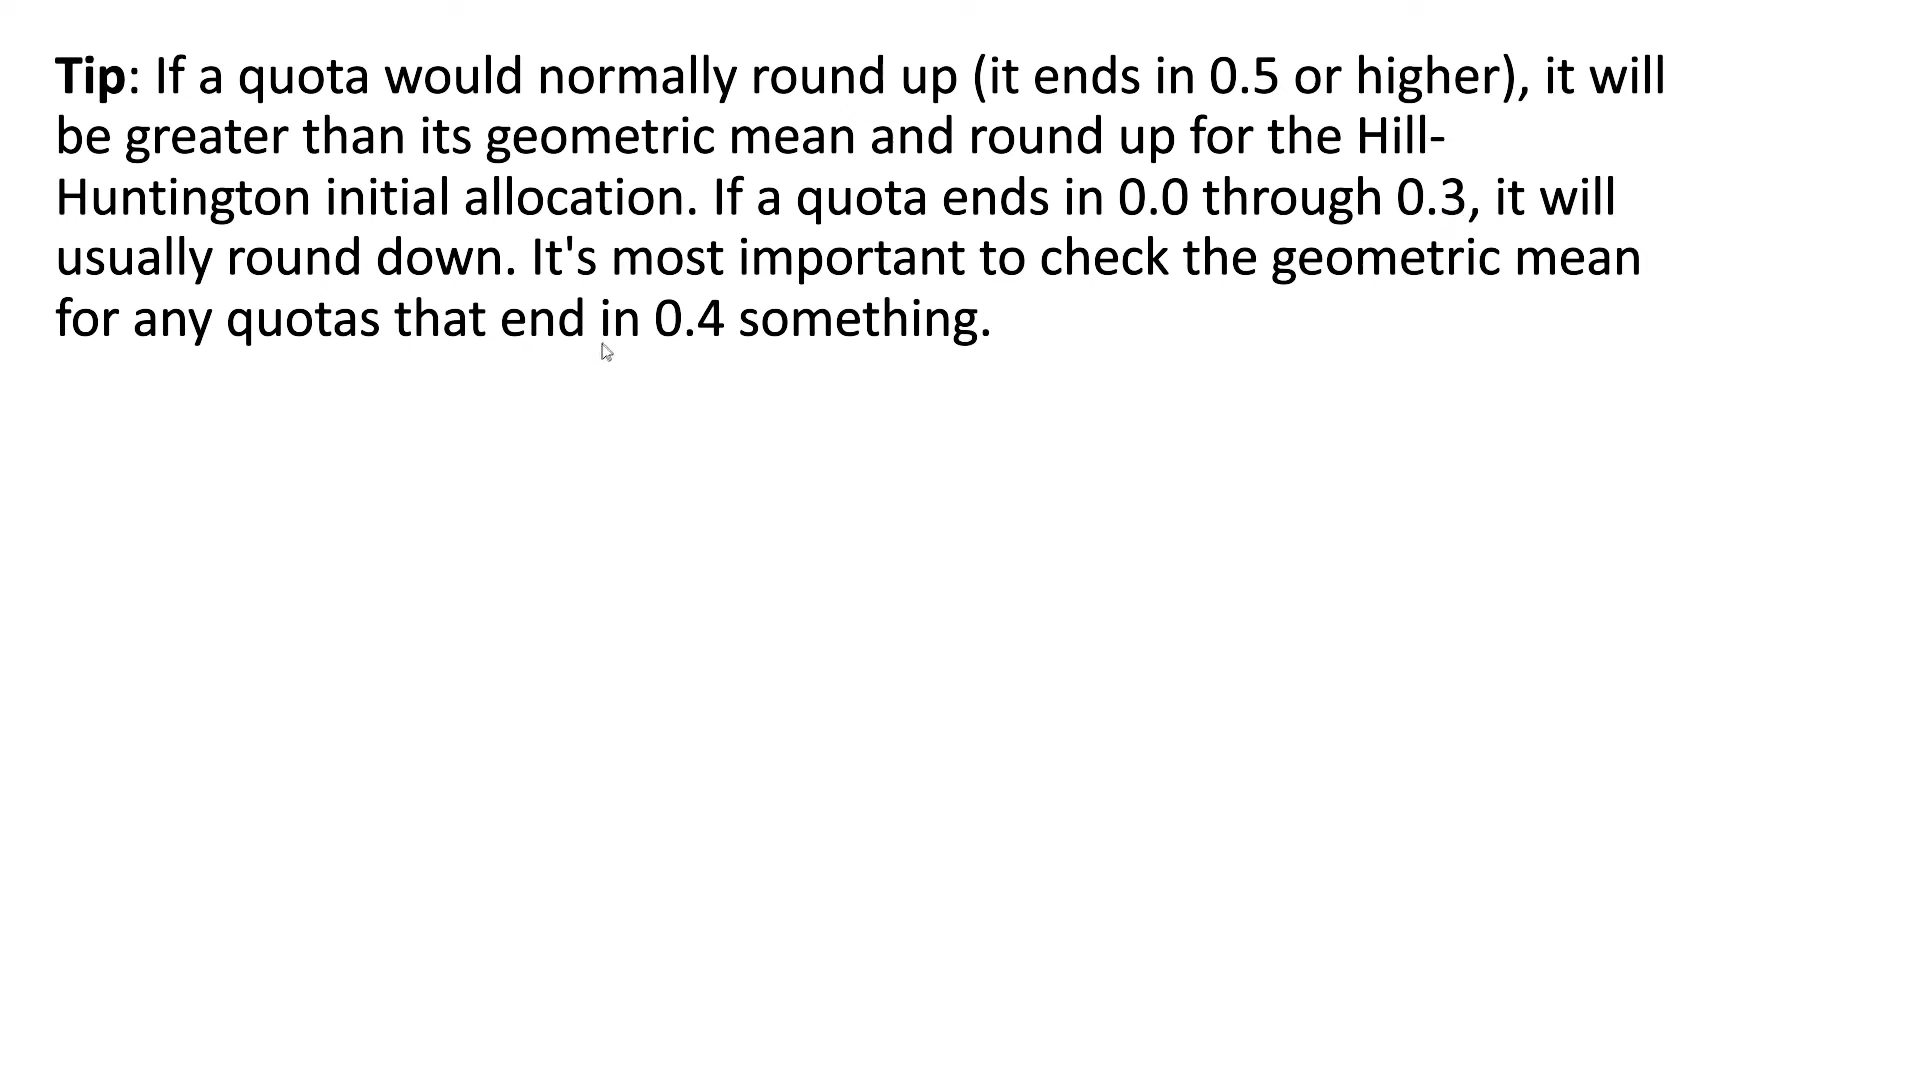 Tip: If a quota would normally round up (it ends in 0.5 or higher), it will
be greater than its geometric mean and round up for the Hill-
Huntington initial allocation. If a quota ends in 0.0 through 0.3, it will
usually round down. It's most important to check the geometric mean
for any quotas that end in 0.4 something.